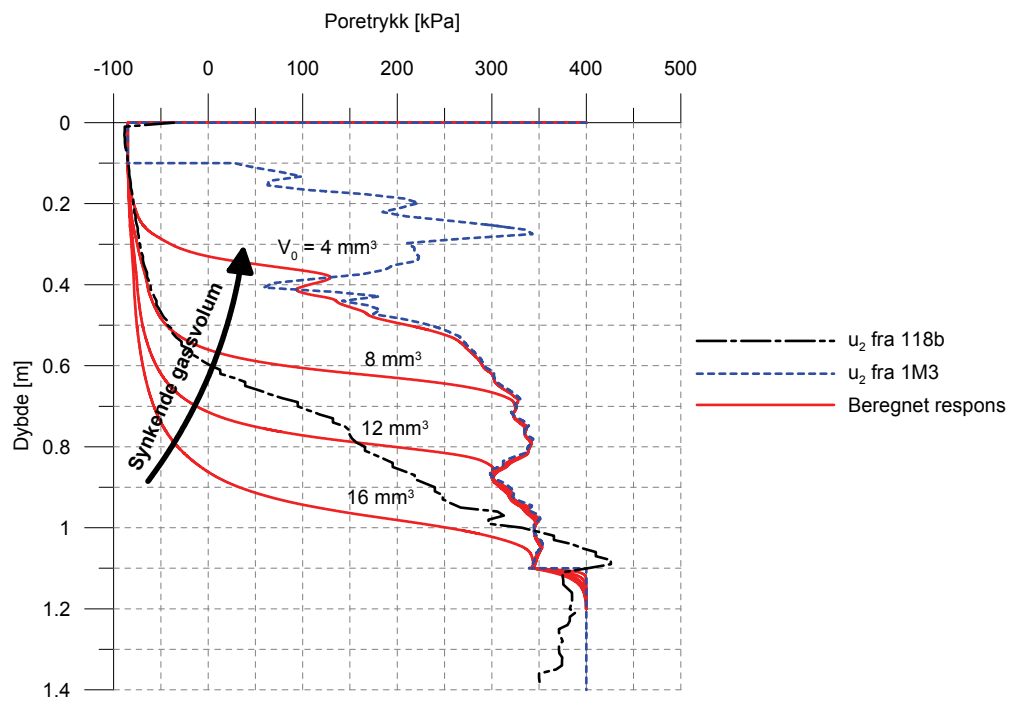 Poretrykk [kPa]
-100 0 100 200 300 400 500
Dybde [m]
0
0.2
0.4
0.6
0.8
1
1.2
1.4
V₀ = 4 mm³
8 mm³
12 mm³
16 mm³
Synkende gassvolum
u₂ fra 118b
u₂ fra 1M3
Beregnet respons